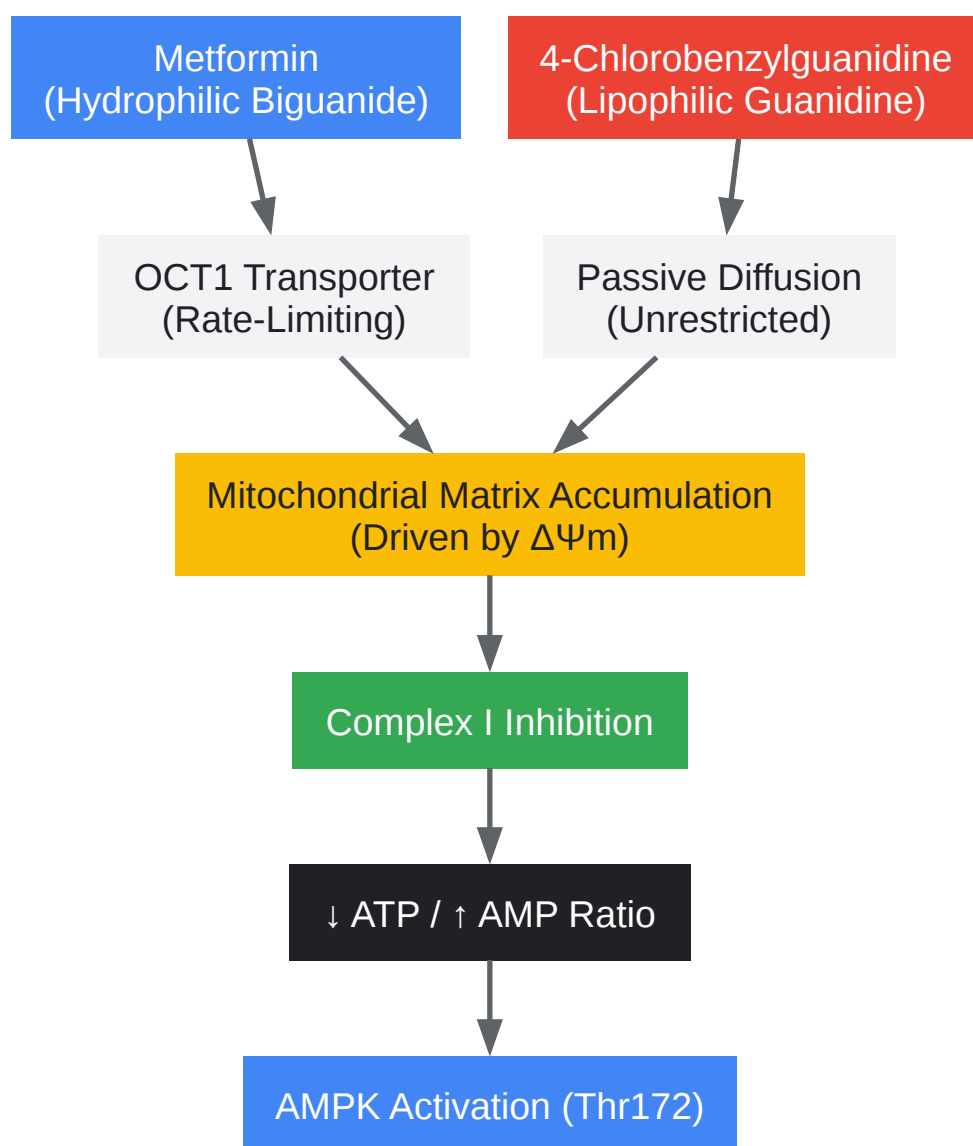 Metformin
(Hydrophilic Biguanide)
4-Chlorobenzylguanidine
(Lipophilic Guanidine)
OCT1 Transporter
(Rate-Limiting)
Passive Diffusion
(Unrestricted)
Mitochondrial Matrix Accumulation
(Driven by ΔΨm)
Complex I Inhibition
↓ ATP / ↑ AMP Ratio
AMPK Activation (Thr172)